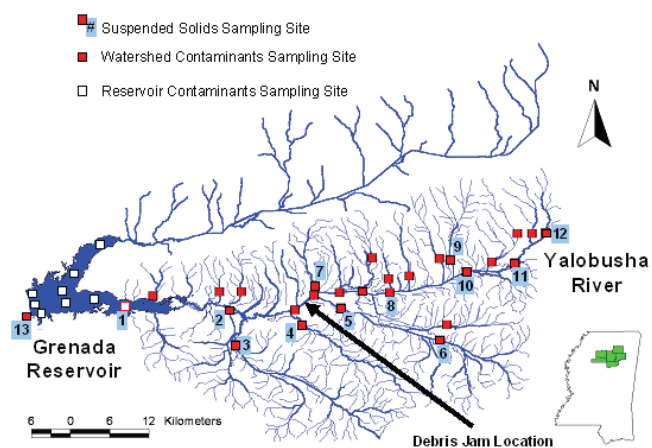 # Suspended Solids Sampling Site
Watershed Contaminants Sampling Site
Reservoir Contaminants Sampling Site
N
12
9
Yalobusha
River
11
10
7
8
13
1
2
5
4
3
6
Grenada
Reservoir
6 0 6 12 Kilometers
Debris Jam Location